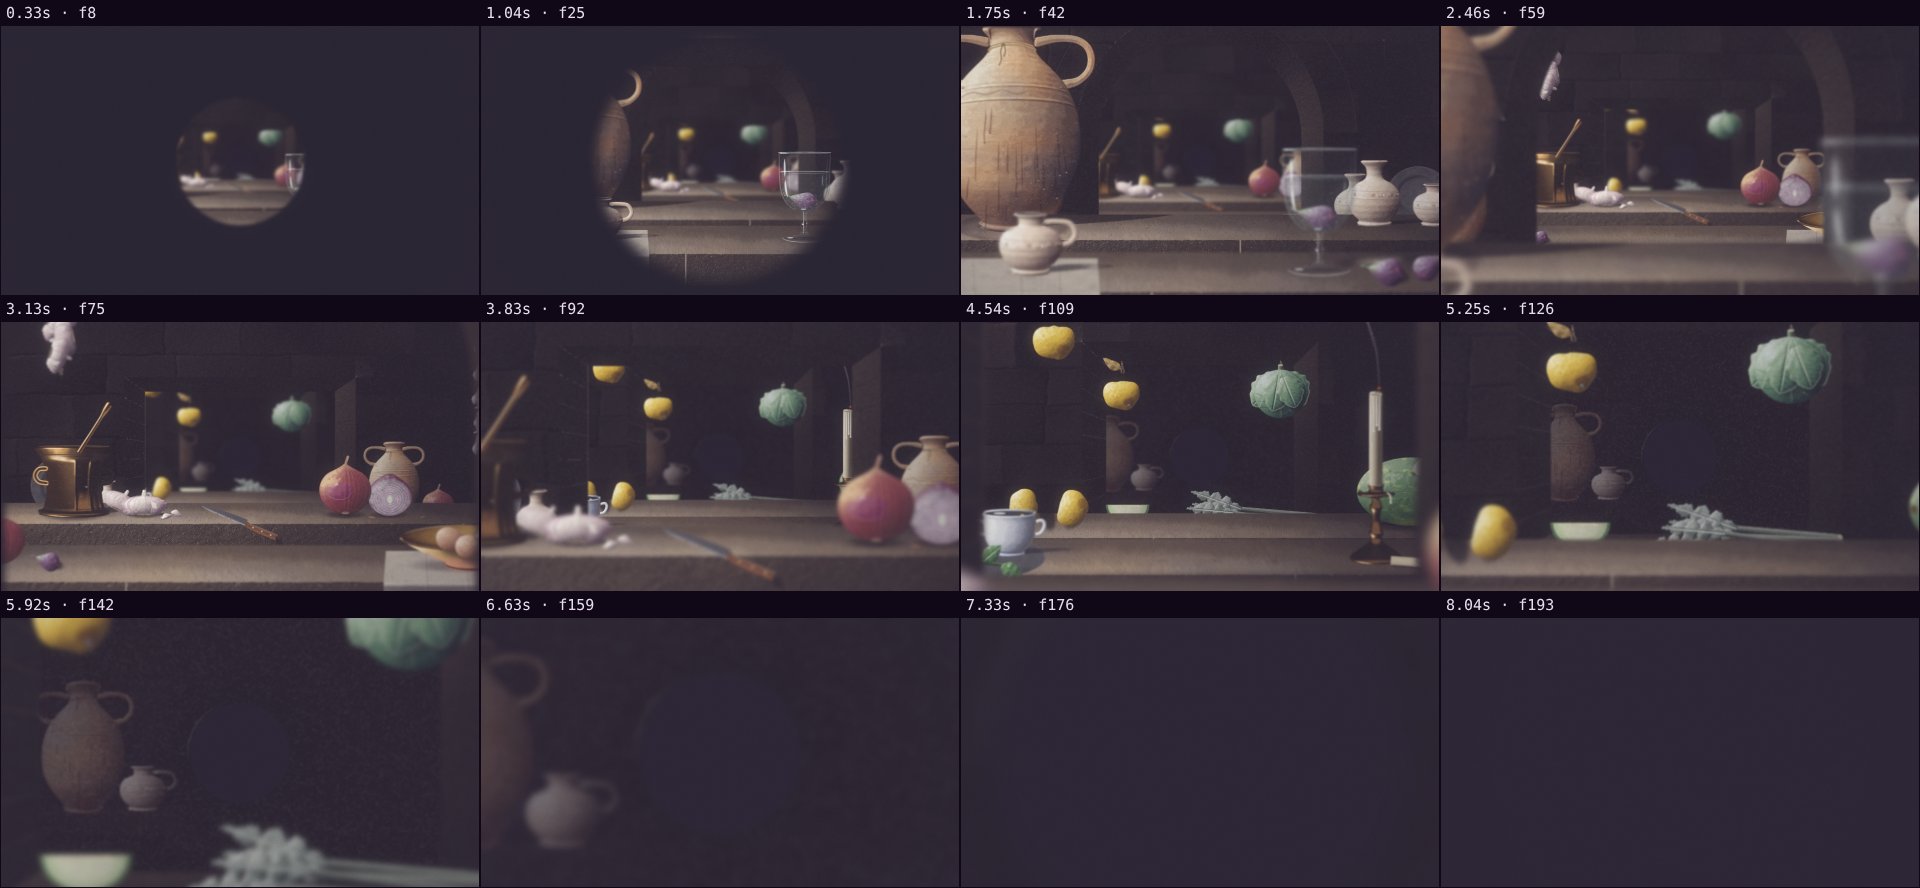 0.33s · f8
1.04s · f25
1.75s · f42
2.46s · f59
3.13s · f75
3.83s · f92
4.54s · f109
5.25s · f126
5.92s · f142
6.63s · f159
7.33s · f176
8.04s · f193